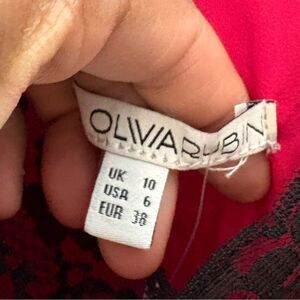 OLIVIA RUBIN
UK 10
USA 6
EUR 38